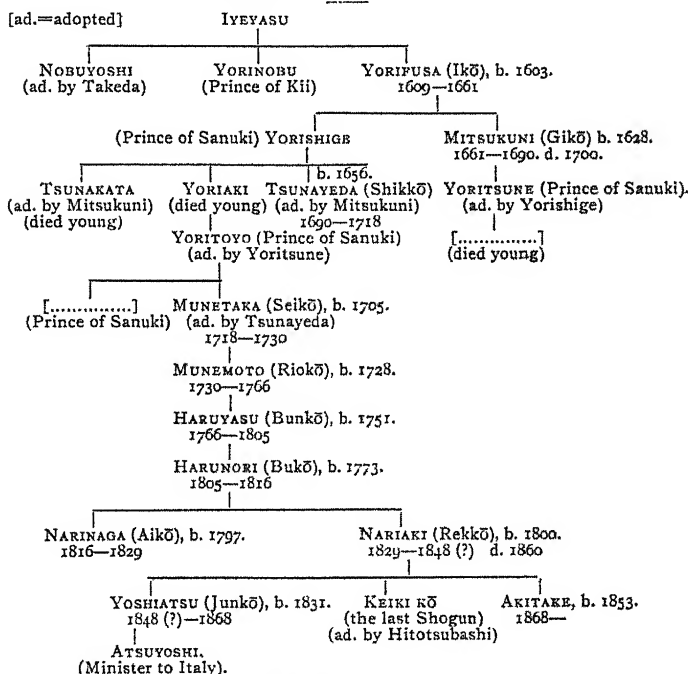 [ad.=adopted] IYEYASU
NOBUYOSHI YORINOBU YORIFUSA (Ikō), b. 1603.
(ad. by Takeda) (Prince of Kii) 1609—1661
(Prince of Sanuki) YORISHIGE MITSUKUNI (Gikō) b. 1628.
1661—1690. d. 1700.
b. 1656.
TSUNAKATA YORIAKI TSUNAYEDA (Shikkō) YORITSUNE (Prince of Sanuki).
(ad. by Mitsukuni) (died young) (ad. by Mitsukuni) (ad. by Yorishige)
(died young) 1690—1718
YORITOYO (Prince of Sanuki) [...............]
(ad. by Yoritsune) (died young)
[...............] MUNETAKA (Seikō), b. 1705.
(Prince of Sanuki) (ad. by Tsunayeda)
1718—1730
MUNEMOTO (Riokō), b. 1728.
1730—1766
HARUYASU (Bunkō), b. 1751.
1766—1805
HARUNORI (Bukō), b. 1773.
1805—1816
NARINAGA (Aikō), b. 1797. NARIAKI (Rekkō), b. 1800.
1816—1829 1829—1848 (?) d. 1860
YOSHIATSU (Junkō), b. 1831. KEIKI KŌ AKITAKE, b. 1853.
1848 (?)—1868 (the last Shogun) 1868—
(ad. by Hitotsubashi)
ATSUYOSHI.
(Minister to Italy).